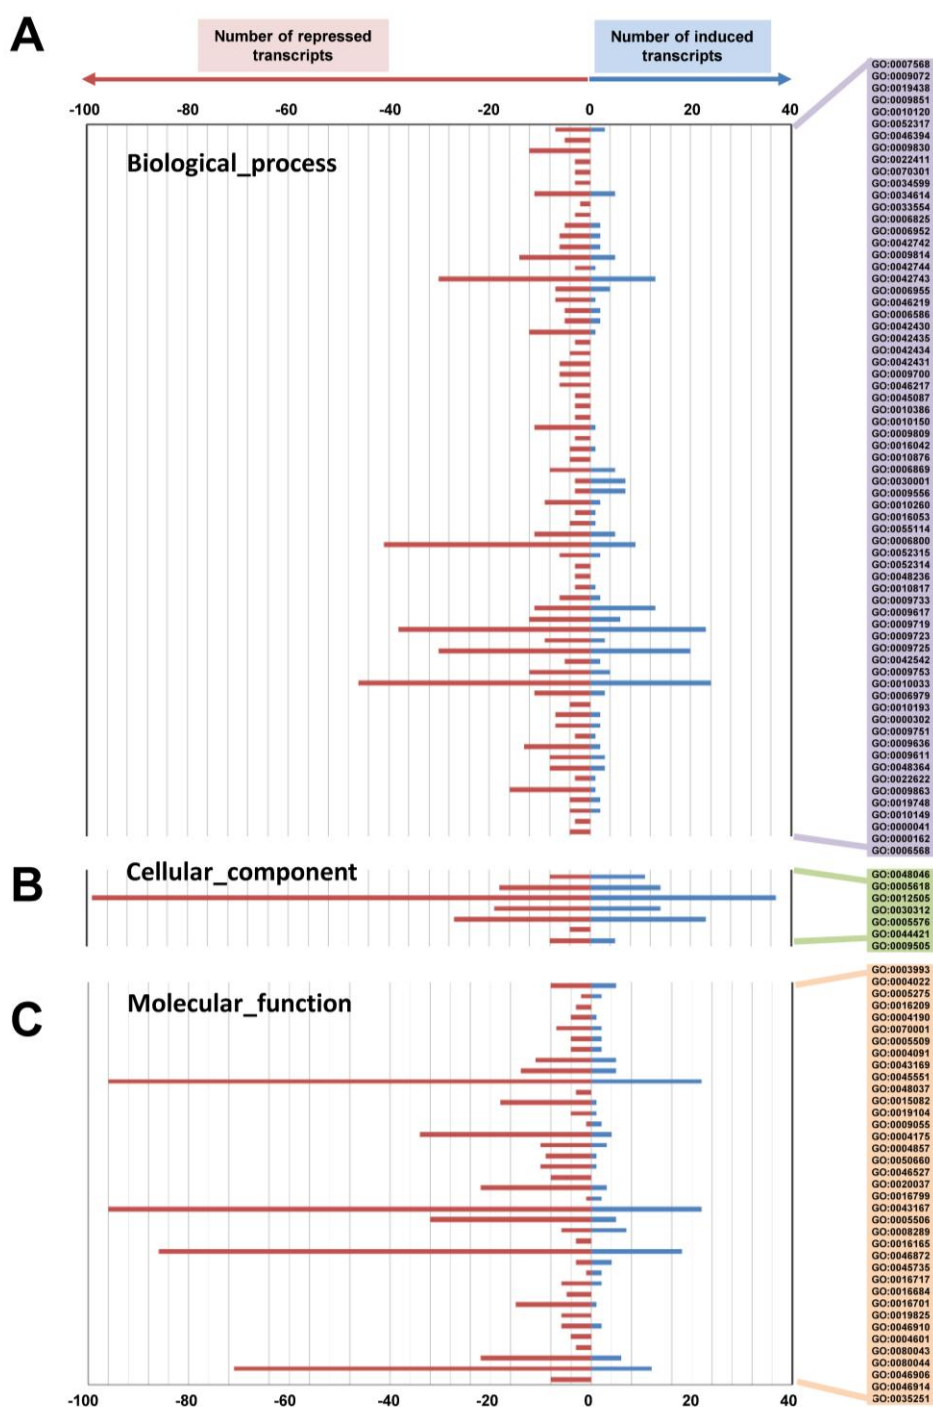 A
Number of repressed
transcripts
Number of induced
transcripts
-100 -80 -60 -40 -20 0 20 40
Biological_process
GO:0007568
GO:0009072
GO:0019438
GO:0009851
GO:0010120
GO:0052317
GO:0046394
GO:0009830
GO:0022411
GO:0070301
GO:0034599
GO:0034614
GO:0033554
GO:0006825
GO:0006952
GO:0042742
GO:0009814
GO:0042744
GO:0042743
GO:0006955
GO:0046219
GO:0006586
GO:0042430
GO:0042435
GO:0042434
GO:0042431
GO:0009700
GO:0046217
GO:0045087
GO:0010386
GO:0010150
GO:0009809
GO:0016042
GO:0010876
GO:0006869
GO:0030001
GO:0009556
GO:0010260
GO:0016053
GO:0055114
GO:0006800
GO:0052315
GO:0052314
GO:0048236
GO:0010817
GO:0009733
GO:0009617
GO:0009719
GO:0009723
GO:0009725
GO:0042542
GO:0009753
GO:0010033
GO:0006979
GO:0010193
GO:0000302
GO:0009751
GO:0009636
GO:0009611
GO:0048364
GO:0022622
GO:0009863
GO:0019748
GO:0010149
GO:0000041
GO:0000162
GO:0006568
B
Cellular_component
GO:0048046
GO:0005618
GO:0012505
GO:0030312
GO:0005576
GO:0044421
GO:0009505
C
Molecular_function
GO:0003993
GO:0004022
GO:0005275
GO:0016209
GO:0004190
GO:0070001
GO:0005509
GO:0004091
GO:0043169
GO:0045551
GO:0048037
GO:0015082
GO:0019104
GO:0009055
GO:0004175
GO:0004857
GO:0050660
GO:0046527
GO:0020037
GO:0016799
GO:0043167
GO:0005506
GO:0008289
GO:0016165
GO:0046872
GO:0045735
GO:0016717
GO:0016684
GO:0016701
GO:0019825
GO:0046910
GO:0004601
GO:0080043
GO:0080044
GO:0046906
GO:0046914
GO:0035251
-100 -80 -60 -40 -20 0 20 40